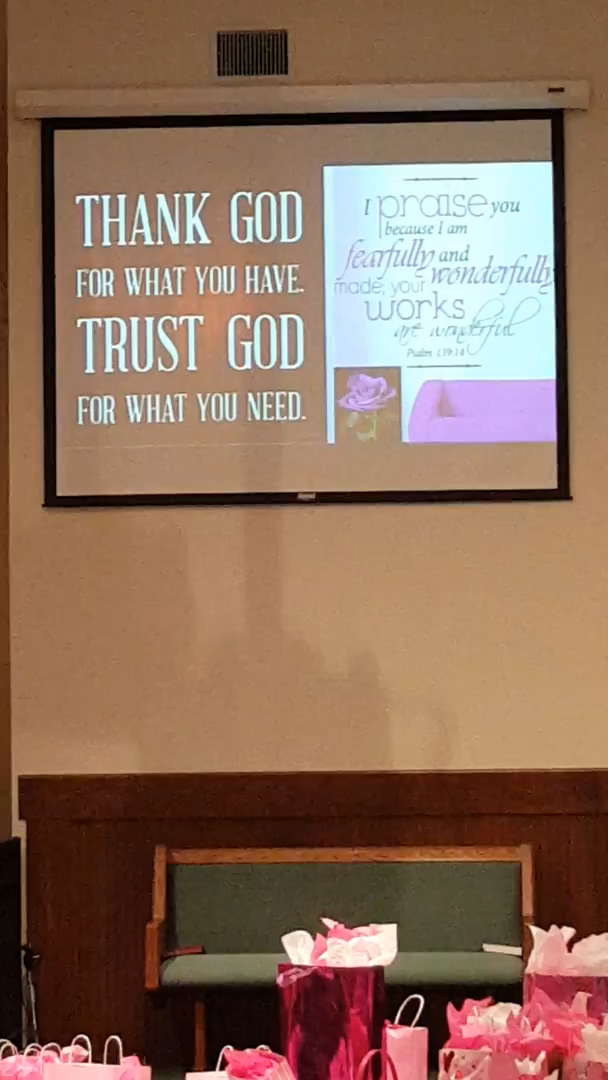 THANK GOD
FOR WHAT YOU HAVE.
TRUST GOD
FOR WHAT YOU NEED.
I praise you
because I am
fearfully and
wonderfully
made; your
works
are wonderful
Psalm 139:14